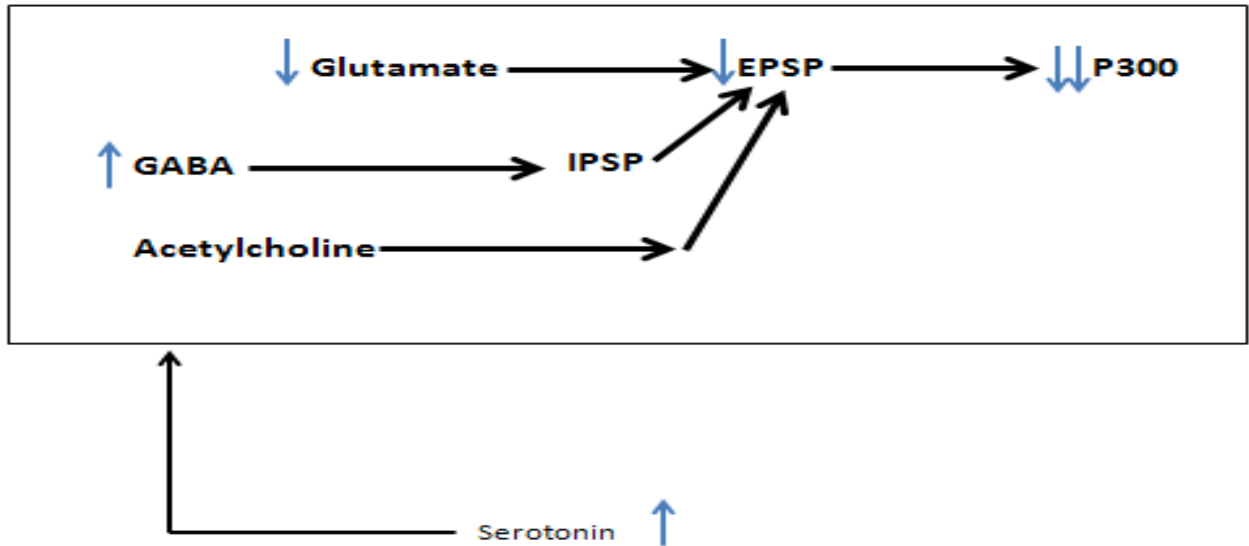 Glutamate EPSP P300
GABA IPSP
Acetylcholine
Serotonin